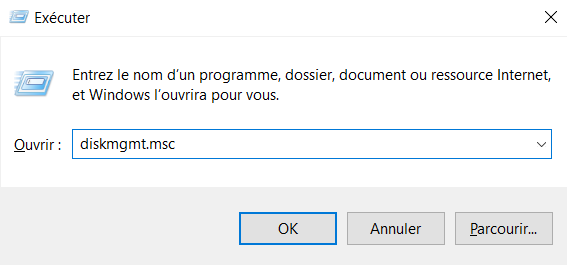 Exécuter
Entrez le nom d’un programme, dossier, document ou ressource Internet,
et Windows l’ouvrira pour vous.
Ouvrir : diskmgmt.msc
OK Annuler Parcourir...